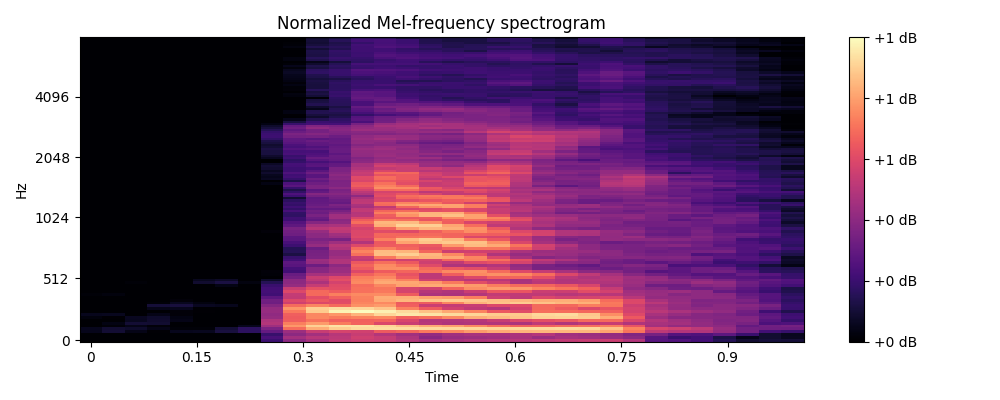 Normalized Mel-frequency spectrogram
+1 dB
+1 dB
+1 dB
+0 dB
+0 dB
+0 dB
4096
2048
1024
512
0
Hz
0
0.15
0.3
0.45
0.6
0.75
0.9
Time